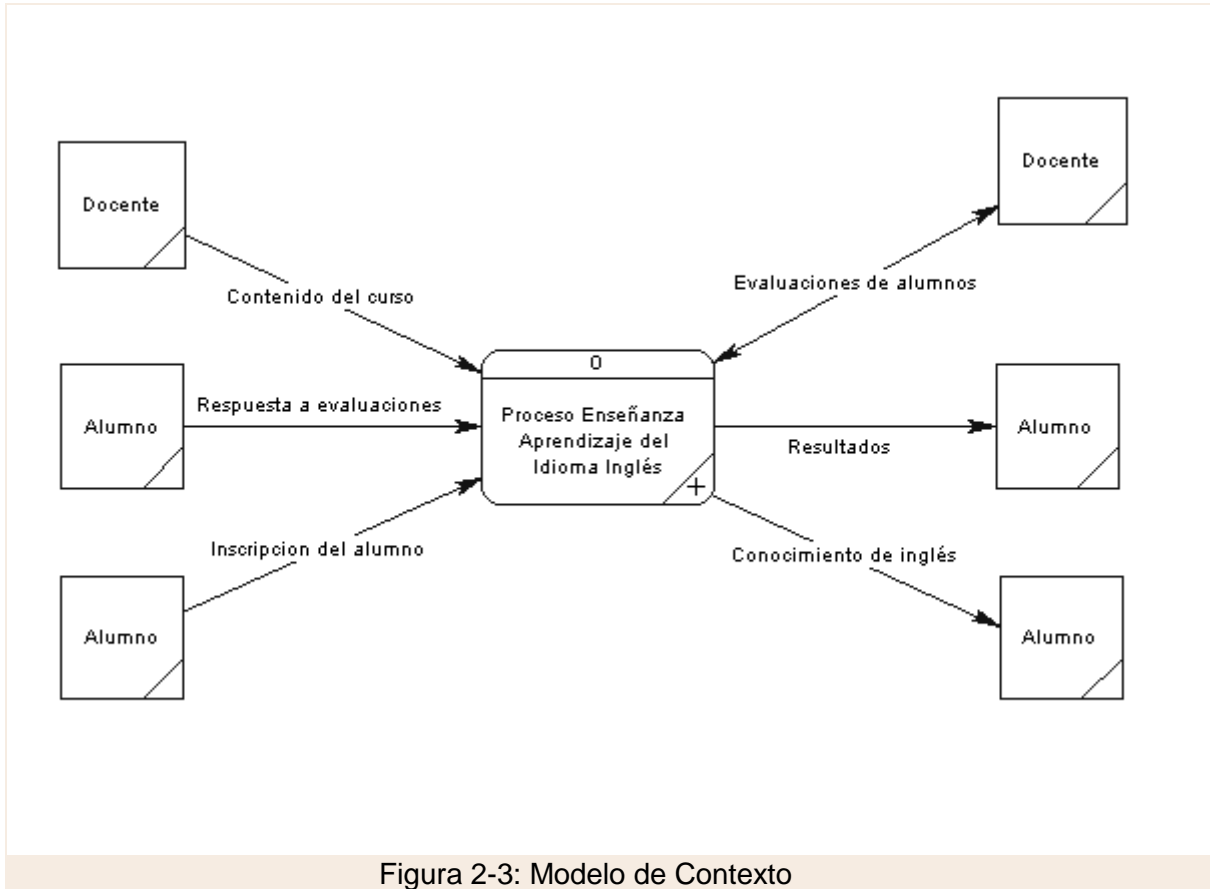 Docente
Docente
Contenido del curso
Evaluaciones de alumnos
0
Proceso Enseñanza
Aprendizaje del
Idioma Inglés
+
Alumno
Respuesta a evaluaciones
Resultados
Alumno
Inscripcion del alumno
Conocimiento de inglés
Alumno
Alumno
Figura 2-3: Modelo de Contexto